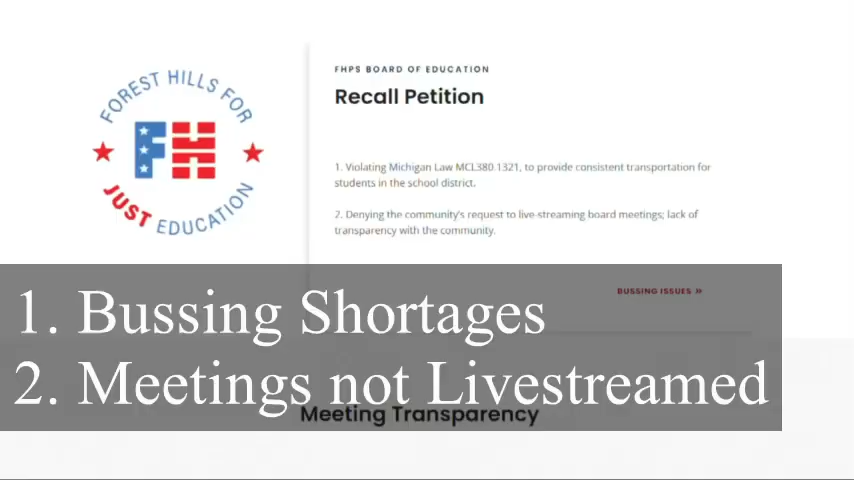 FOREST HILLS FOR
FH
JUST EDUCATION
FHPS BOARD OF EDUCATION
Recall Petition
1. Violating Michigan Law MCL380.1321, to provide consistent transportation for
students in the school district.
2. Denying the community's request to live-streaming board meetings; lack of
transparency with the community.
BUSSING ISSUES »
1. Bussing Shortages
2. Meetings not Livestreamed
Meeting Transparency